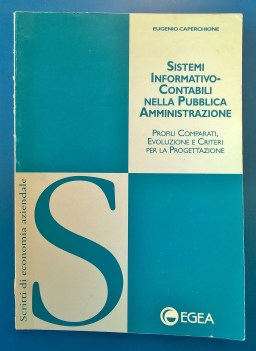 EUGENIO CAPERCHIONE
SISTEMI
INFORMATIVO-
CONTABILI
NELLA PUBBLICA
AMMINISTRAZIONE
PROFILI COMPARATI,
EVOLUZIONE E CRITERI
PER LA PROGETTAZIONE
Scritti di economia aziendale
S
EGEA